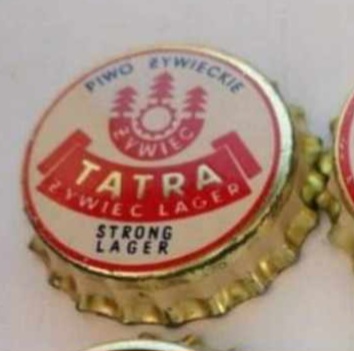 PIWO ŻYWIECKIE
ŻYWIEC
TATRA
ŻYWIEC LAGER
STRONG
LAGER